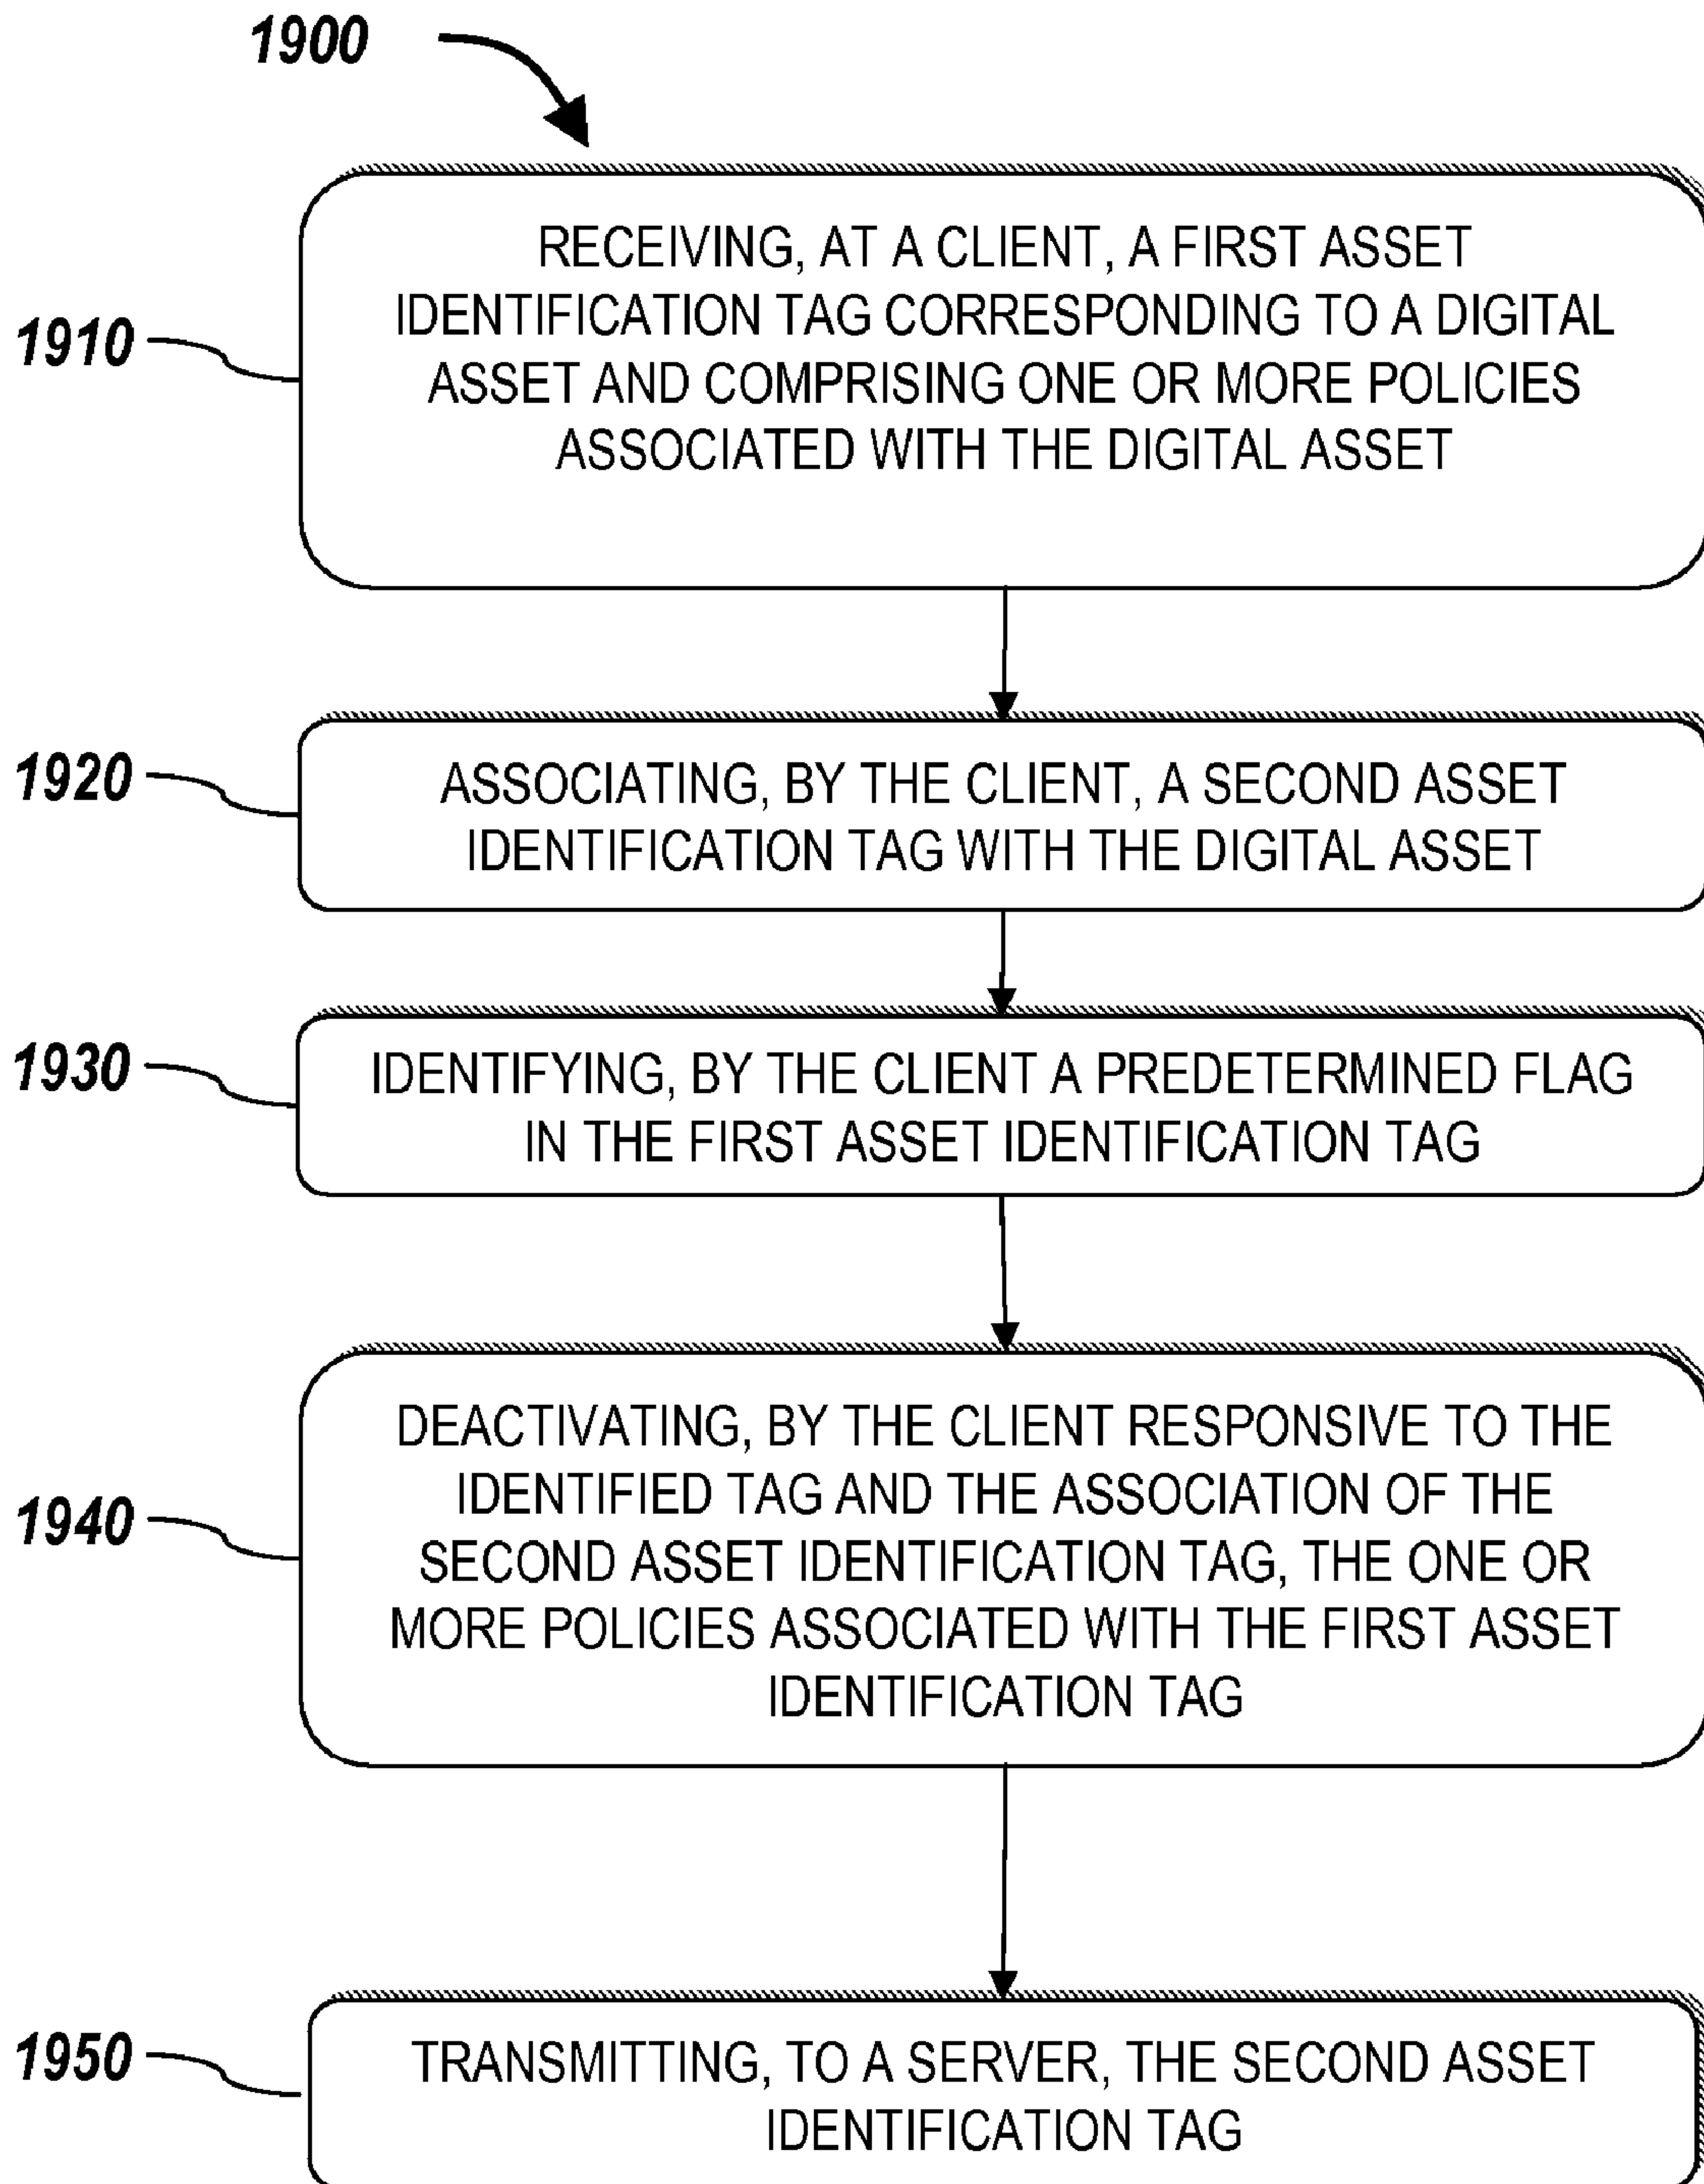 1900
1910
RECEIVING, AT A CLIENT, A FIRST ASSET
IDENTIFICATION TAG CORRESPONDING TO A DIGITAL
ASSET AND COMPRISING ONE OR MORE POLICIES
ASSOCIATED WITH THE DIGITAL ASSET
1920
ASSOCIATING, BY THE CLIENT, A SECOND ASSET
IDENTIFICATION TAG WITH THE DIGITAL ASSET
1930
IDENTIFYING, BY THE CLIENT A PREDETERMINED FLAG
IN THE FIRST ASSET IDENTIFICATION TAG
1940
DEACTIVATING, BY THE CLIENT RESPONSIVE TO THE
IDENTIFIED TAG AND THE ASSOCIATION OF THE
SECOND ASSET IDENTIFICATION TAG, THE ONE OR
MORE POLICIES ASSOCIATED WITH THE FIRST ASSET
IDENTIFICATION TAG
1950
TRANSMITTING, TO A SERVER, THE SECOND ASSET
IDENTIFICATION TAG